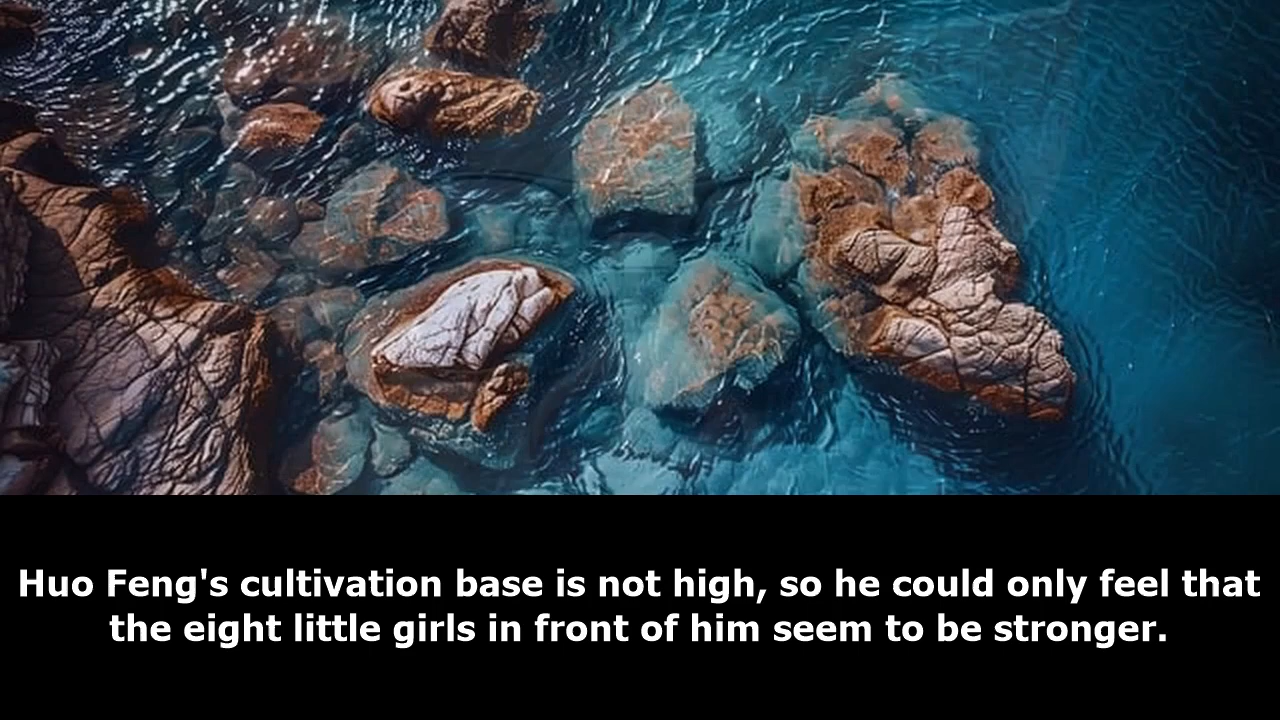 Huo Feng's cultivation base is not high, so he could only feel that
the eight little girls in front of him seem to be stronger.